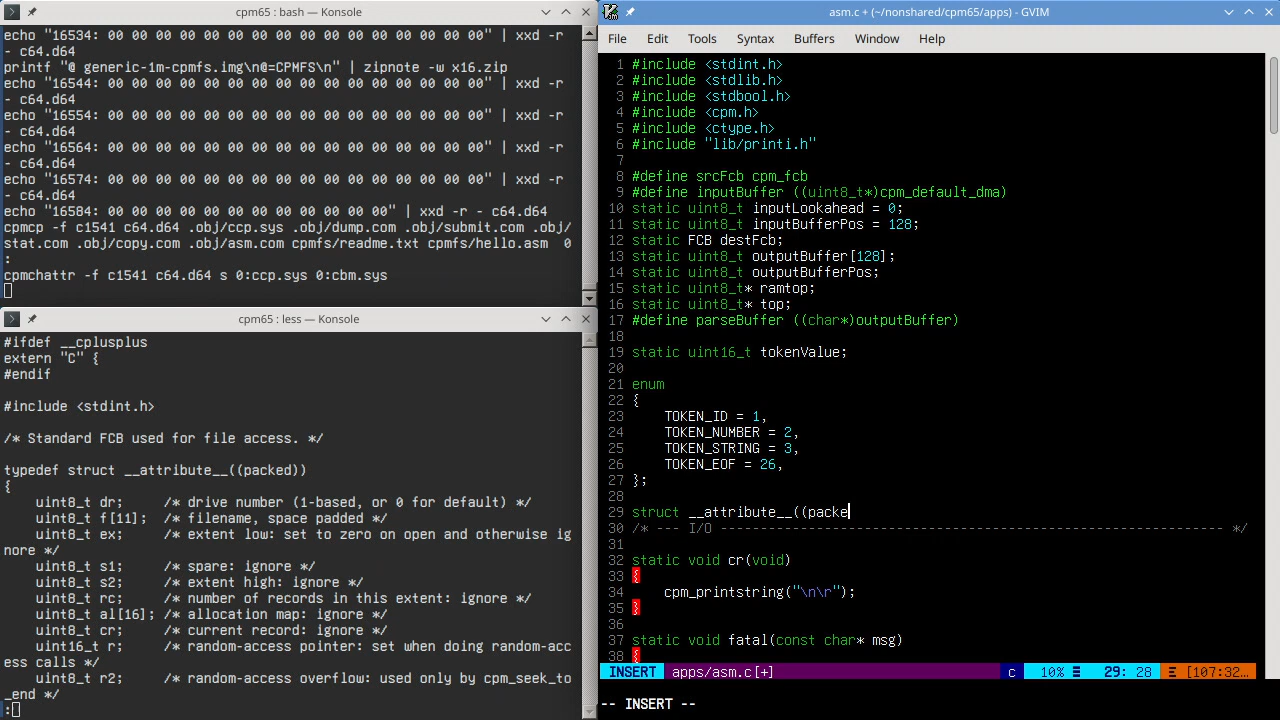 cpm65 : bash — Konsole
echo "16534: 00 00 00 00 00 00 00 00 00 00 00 00 00 00 00 00" | xxd -r
- c64.d64
printf "@ generic-1m-cpmfs.img\n@=CPMFS\n" | zipnote -w x16.zip
echo "16544: 00 00 00 00 00 00 00 00 00 00 00 00 00 00 00 00" | xxd -r
- c64.d64
echo "16554: 00 00 00 00 00 00 00 00 00 00 00 00 00 00 00 00" | xxd -r
- c64.d64
echo "16564: 00 00 00 00 00 00 00 00 00 00 00 00 00 00 00 00" | xxd -r
- c64.d64
echo "16574: 00 00 00 00 00 00 00 00 00 00 00 00 00 00 00 00" | xxd -r
- c64.d64
echo "16584: 00 00 00 00 00 00 00 00 00 00 00 00" | xxd -r - c64.d64
cpmcp -f c1541 c64.d64 .obj/ccp.sys .obj/dump.com .obj/submit.com .obj/
stat.com .obj/copy.com .obj/asm.com cpmfs/readme.txt cpmfs/hello.asm  0
:
cpmchattr -f c1541 c64.d64 s 0:ccp.sys 0:cbm.sys
cpm65 : less — Konsole
#ifdef __cplusplus
extern "C" {
#endif
#include <stdint.h>
/* Standard FCB used for file access. */
typedef struct __attribute__((packed))
{
    uint8_t dr;     /* drive number (1-based, or 0 for default) */
    uint8_t f[11];  /* filename, space padded */
    uint8_t ex;     /* extent low: set to zero on open and otherwise ig
nore */
    uint8_t s1;     /* spare: ignore */
    uint8_t s2;     /* extent high: ignore */
    uint8_t rc;     /* number of records in this extent: ignore */
    uint8_t al[16]; /* allocation map: ignore */
    uint8_t cr;     /* current record: ignore */
    uint16_t r;     /* random-access pointer: set when doing random-acc
ess calls */
    uint8_t r2;     /* random-access overflow: used only by cpm_seek_to
_end */
:
asm.c + (~/nonshared/cpm65/apps) - GVIM
File Edit Tools Syntax Buffers Window Help
1 #include <stdint.h>
2 #include <stdlib.h>
3 #include <stdbool.h>
4 #include <cpm.h>
5 #include <ctype.h>
6 #include "lib/printi.h"
7
8 #define srcFcb cpm_fcb
9 #define inputBuffer ((uint8_t*)cpm_default_dma)
10 static uint8_t inputLookahead = 0;
11 static uint8_t inputBufferPos = 128;
12 static FCB destFcb;
13 static uint8_t outputBuffer[128];
14 static uint8_t outputBufferPos;
15 static uint8_t* ramtop;
16 static uint8_t* top;
17 #define parseBuffer ((char*)outputBuffer)
18
19 static uint16_t tokenValue;
20
21 enum
22 {
23     TOKEN_ID = 1,
24     TOKEN_NUMBER = 2,
25     TOKEN_STRING = 3,
26     TOKEN_EOF = 26,
27 };
28
29 struct __attribute__((packe
30 /* --- I/O --------------------------------------------------------------- */
31
32 static void cr(void)
33 {
34     cpm_printstring("\n\r");
35 }
36
37 static void fatal(const char* msg)
38 {
INSERT apps/asm.c[+] c 10% ☰ 29: 28 Ξ [107:32…
-- INSERT --